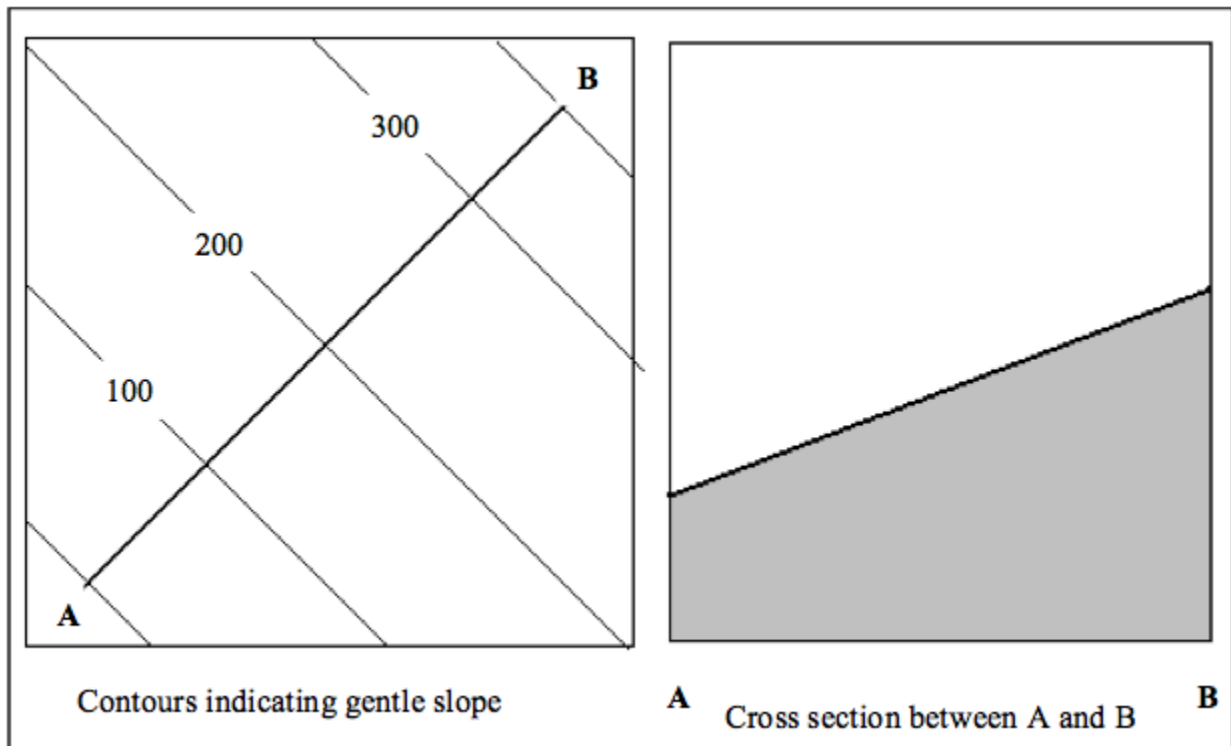 B
300
200
100
A
Contours indicating gentle slope
A
B
Cross section between A and B